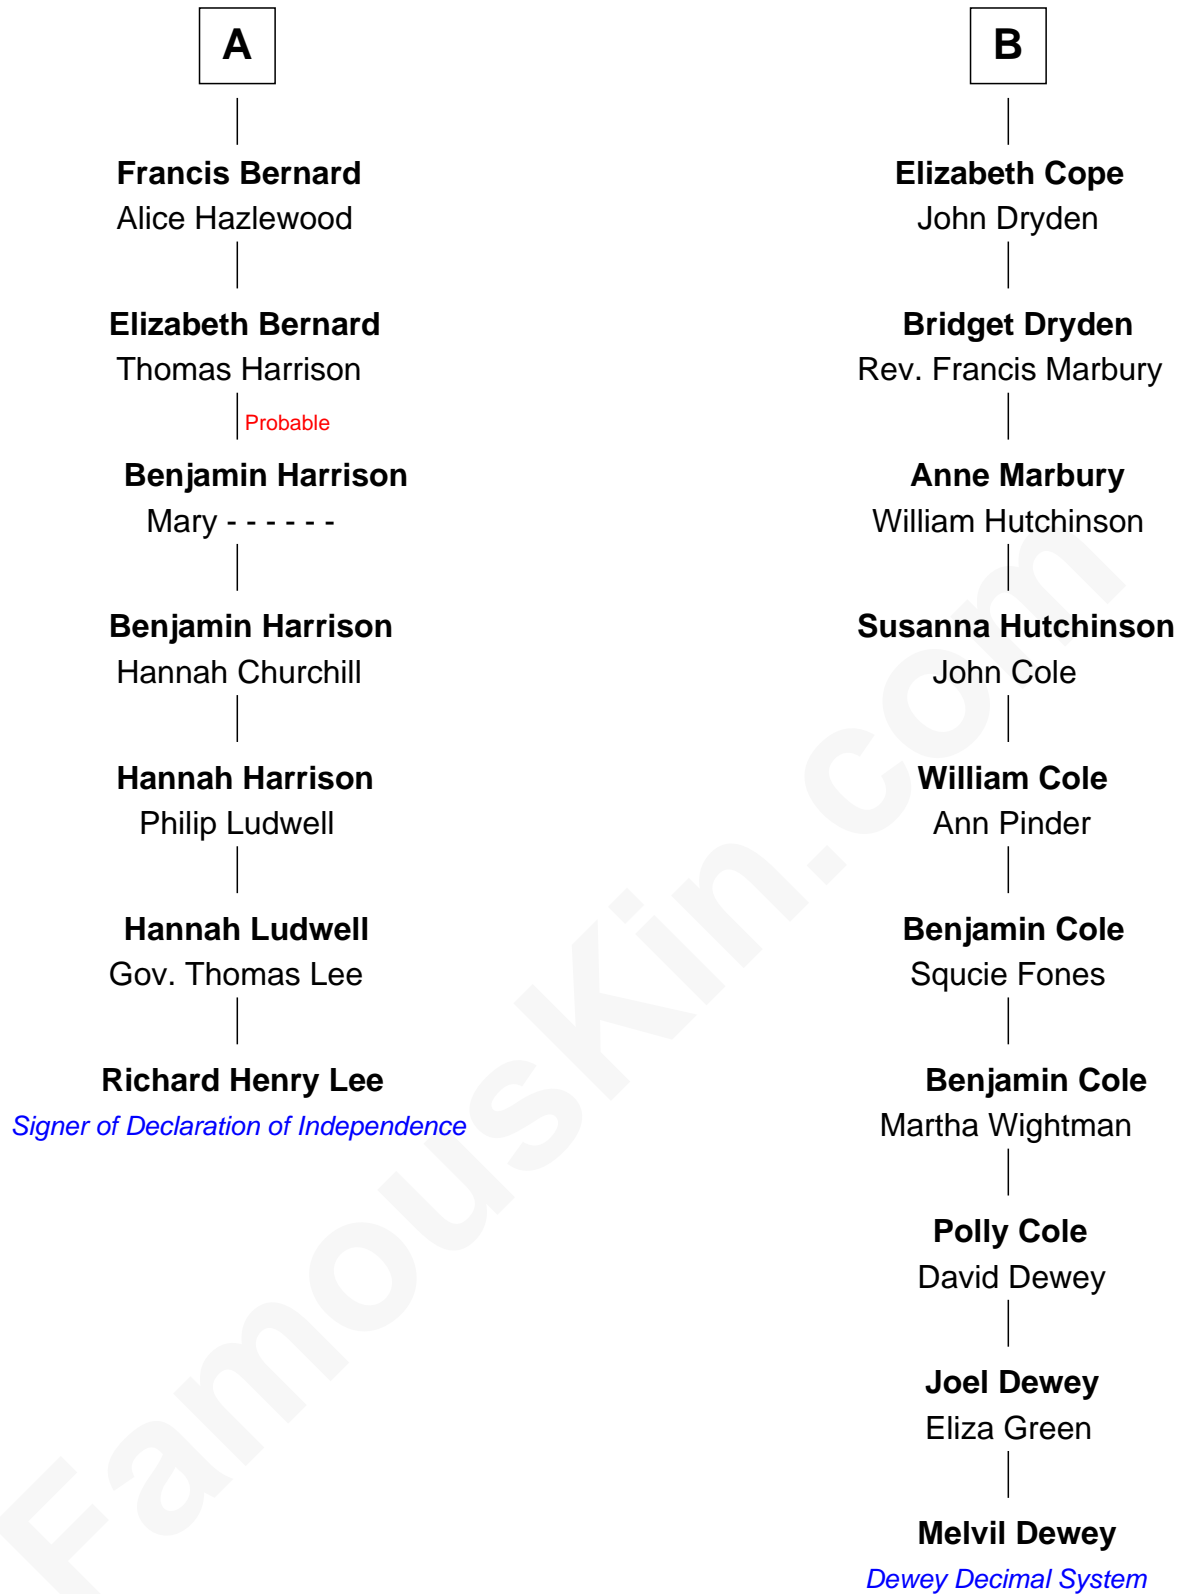 A
Francis Bernard
Alice Hazlewood
Elizabeth Bernard
Thomas Harrison
Probable
Benjamin Harrison
Mary - - - - - -
Benjamin Harrison
Hannah Churchill
Hannah Harrison
Philip Ludwell
Hannah Ludwell
Gov. Thomas Lee
Richard Henry Lee
Signer of Declaration of Independence
B
Elizabeth Cope
John Dryden
Bridget Dryden
Rev. Francis Marbury
Anne Marbury
William Hutchinson
Susanna Hutchinson
John Cole
William Cole
Ann Pinder
Benjamin Cole
Squcie Fones
Benjamin Cole
Martha Wightman
Polly Cole
David Dewey
Joel Dewey
Eliza Green
Melvil Dewey
Dewey Decimal System
FamousKin.com